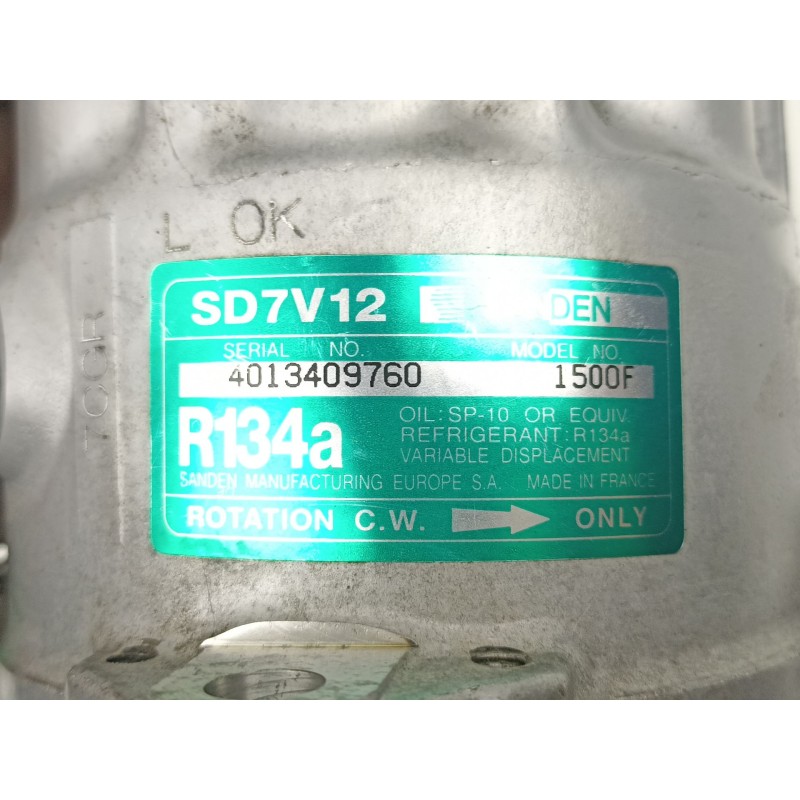 L OK
SD7V12 SANDEN
SERIAL NO. MODEL NO.
4013409760 1500F
R134a
OIL: SP-10 OR EQUIV.
REFRIGERANT: R134a
VARIABLE DISPLACEMENT
SANDEN MANUFACTURING EUROPE S.A. MADE IN FRANCE
ROTATION C.W. ONLY